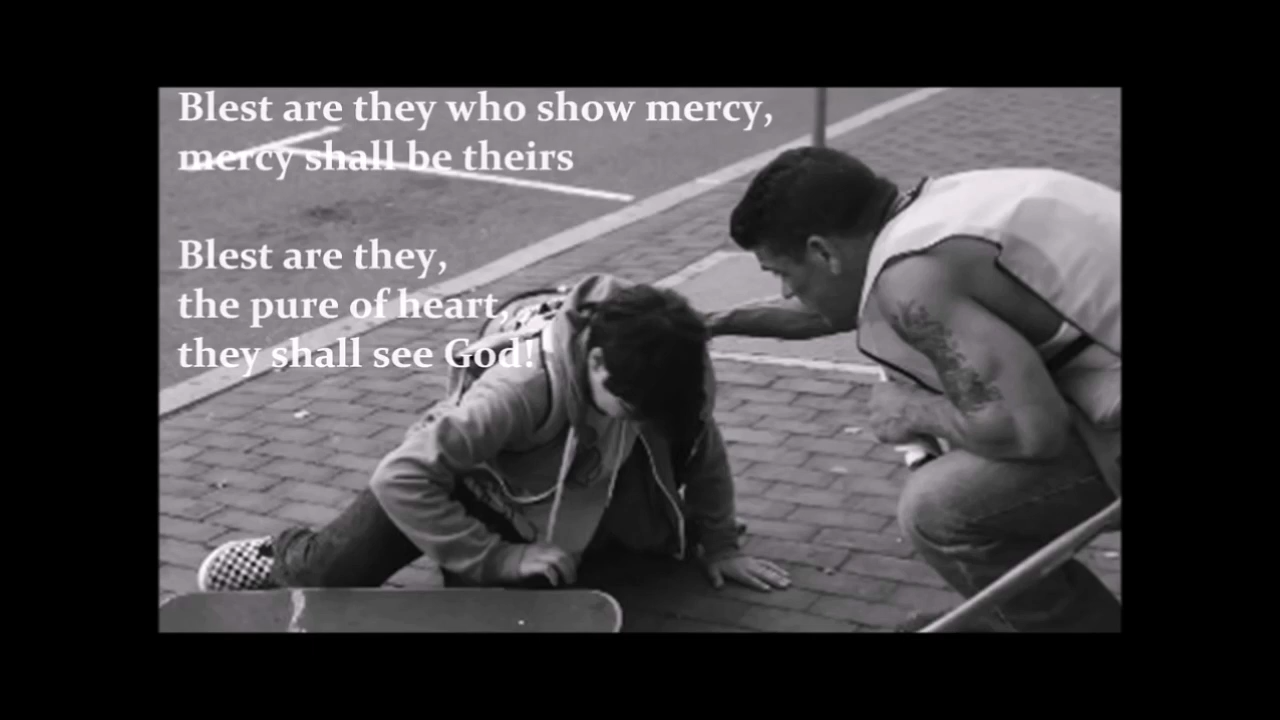 Blest are they who show mercy,
mercy shall be theirs
Blest are they,
the pure of heart,
they shall see God!